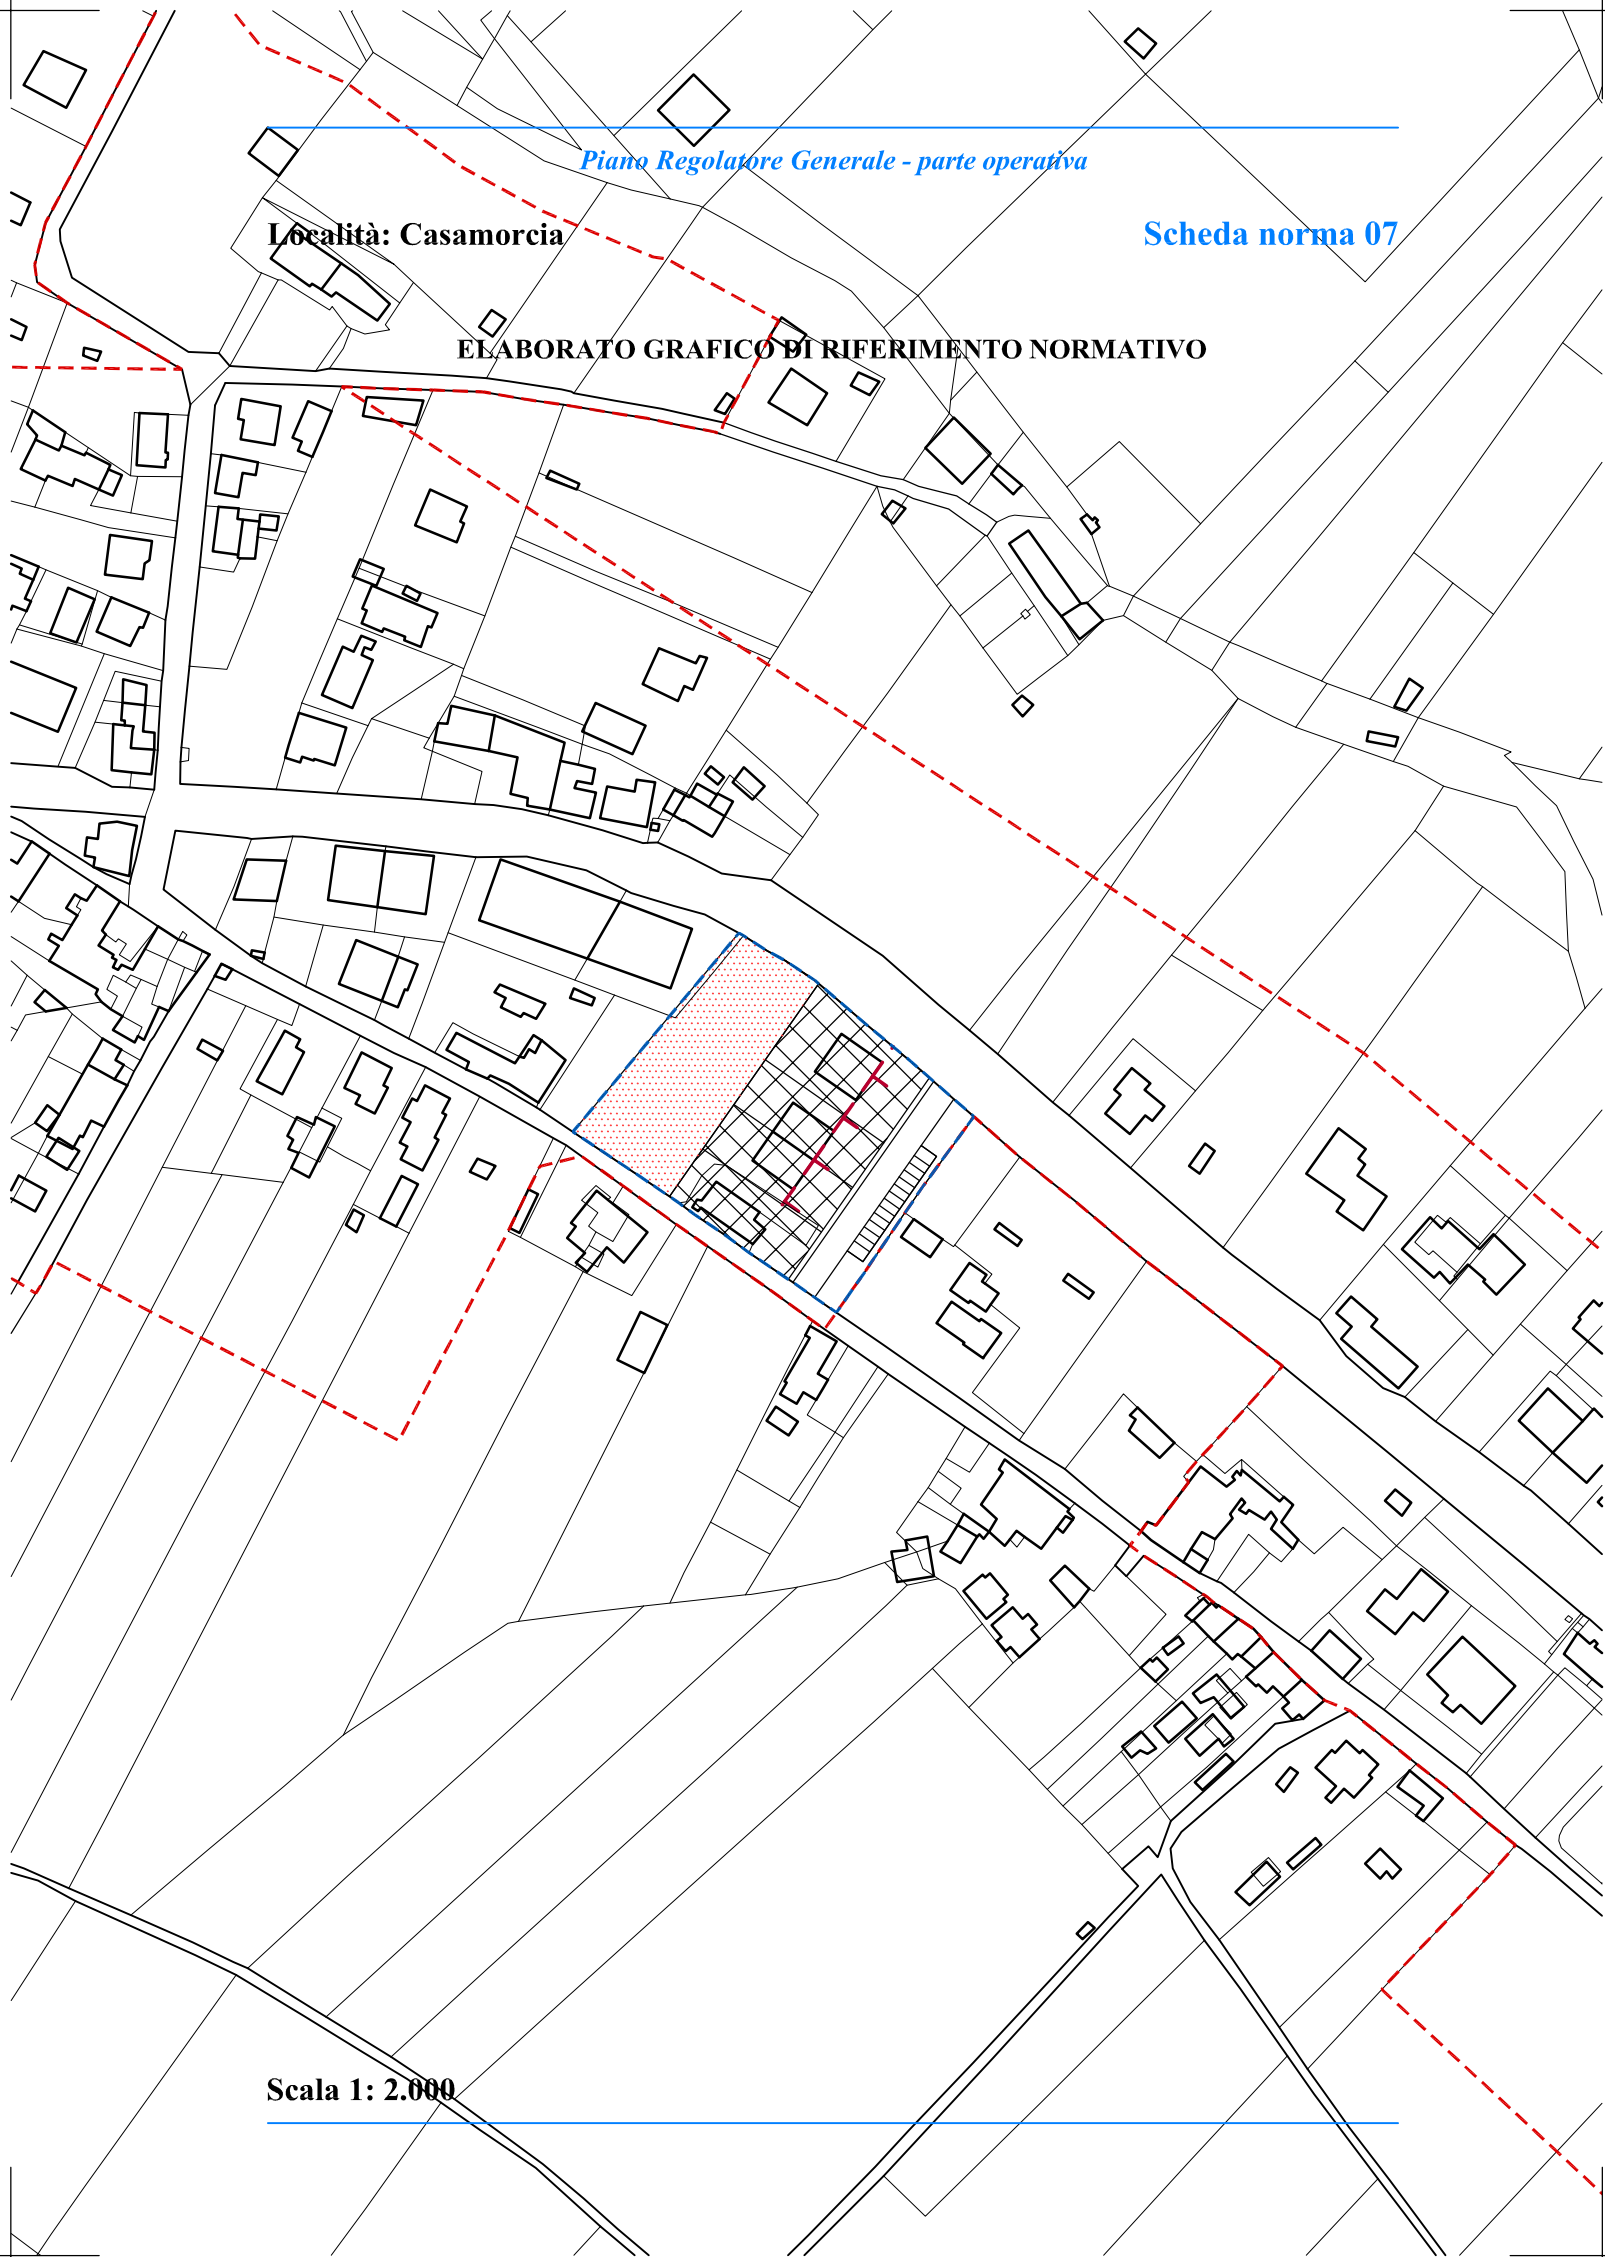 Piano Regolatore Generale - parte operativa
Località: Casamorcia
Scheda norma 07
ELABORATO GRAFICO DI RIFERIMENTO NORMATIVO
Scala 1: 2.000